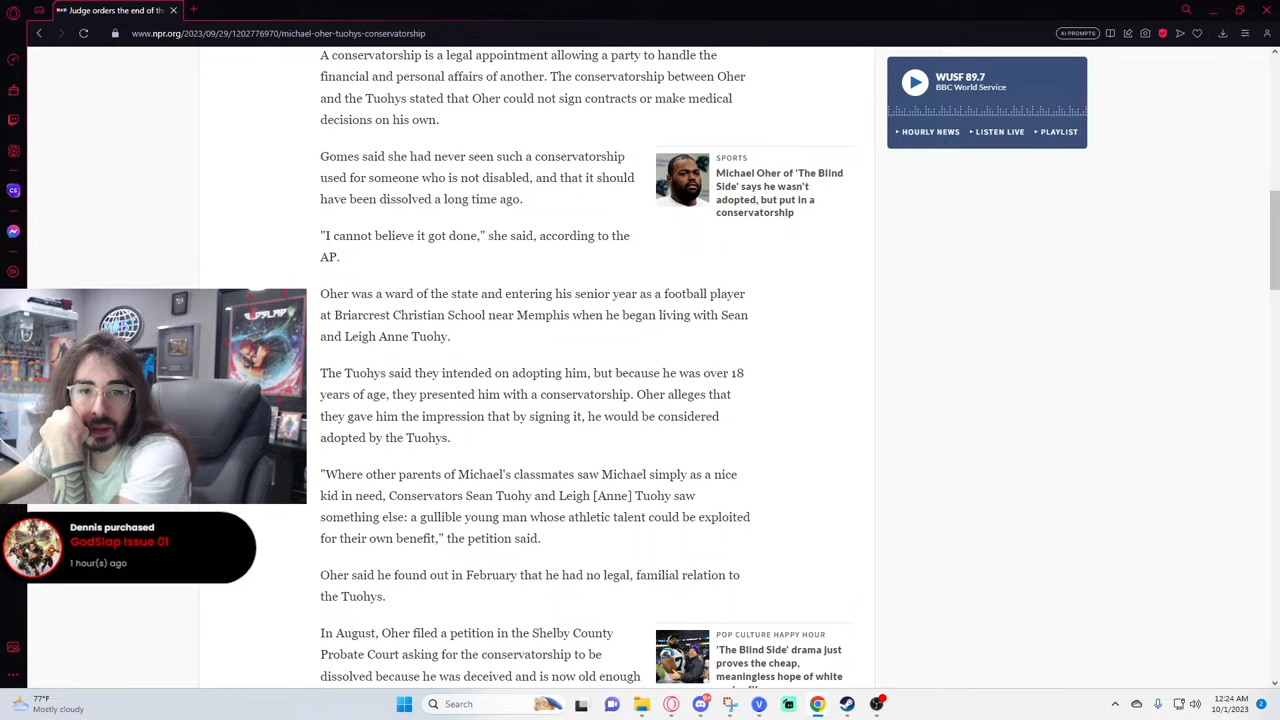 Judge orders the end of th
www.npr.org/2023/09/29/1202776970/michael-oher-tuohys-conservatorship
AI PROMPTS
A conservatorship is a legal appointment allowing a party to handle the
financial and personal affairs of another. The conservatorship between Oher
and the Tuohys stated that Oher could not sign contracts or make medical
decisions on his own.
Gomes said she had never seen such a conservatorship
used for someone who is not disabled, and that it should
have been dissolved a long time ago.
"I cannot believe it got done," she said, according to the
AP.
SPORTS
Michael Oher of 'The Blind
Side' says he wasn't
adopted, but put in a
conservatorship
WUSF 89.7
BBC World Service
HOURLY NEWS
LISTEN LIVE
PLAYLIST
Oher was a ward of the state and entering his senior year as a football player
at Briarcrest Christian School near Memphis when he began living with Sean
and Leigh Anne Tuohy.
The Tuohys said they intended on adopting him, but because he was over 18
years of age, they presented him with a conservatorship. Oher alleges that
they gave him the impression that by signing it, he would be considered
adopted by the Tuohys.
"Where other parents of Michael's classmates saw Michael simply as a nice
kid in need, Conservators Sean Tuohy and Leigh [Anne] Tuohy saw
something else: a gullible young man whose athletic talent could be exploited
for their own benefit," the petition said.
Oher said he found out in February that he had no legal, familial relation to
the Tuohys.
In August, Oher filed a petition in the Shelby County
Probate Court asking for the conservatorship to be
dissolved because he was deceived and is now old enough
POP CULTURE HAPPY HOUR
'The Blind Side' drama just
proves the cheap,
meaningless hope of white
GODSLAP
Dennis purchased
GodSlap Issue 01
1 hour(s) ago
77°F
Mostly cloudy
Search
12:24 AM
10/1/2023